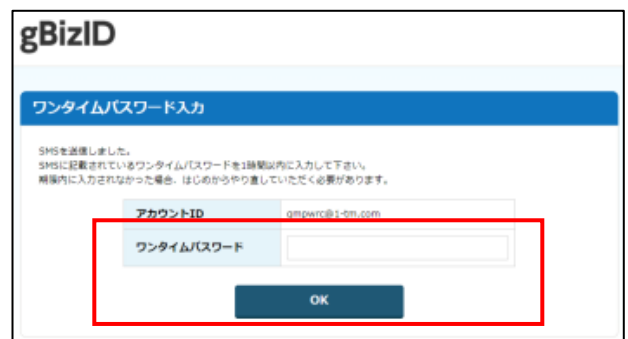 gBizID
ワンタイムパスワード入力
SMSを送信しました。
SMSに記載されているワンタイムパスワードを1時間以内に入力して下さい。
期限内に入力されなかった場合、はじめからやり直していただく必要があります。
アカウントID qmpwrc@1-tm.com
ワンタイムパスワード
OK